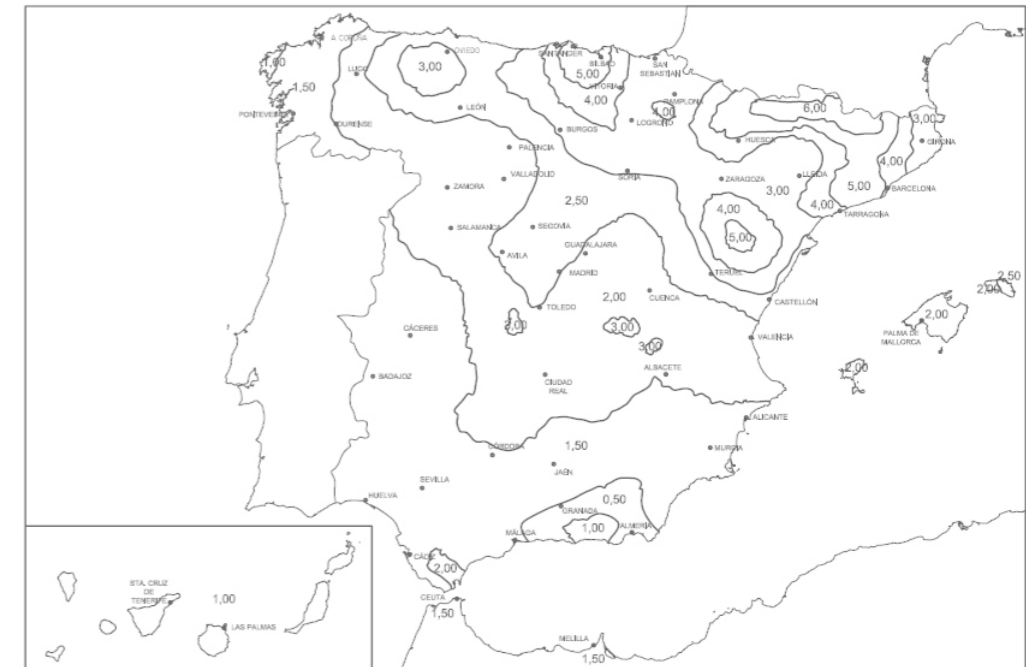 A CORUÑA
OVIEDO
SANTANDER
BILBAO
SAN
SEBASTIÁN
1,00
LUGO
3,00
5,00
VITORIA
1,50
4,00
PAMPLONA
LEÓN
6,00
PONTEVEDRA
OURENSE
BURGOS
LOGROÑO
4,00
3,00
HUESCA
GIRONA
PALENCIA
4,00
VALLADOLID
SORIA
ZARAGOZA
LLEIDA
ZAMORA
3,00
5,00
BARCELONA
2,50
4,00
4,00
TARRAGONA
SALAMANCA
SEGOVIA
5,00
GUADALAJARA
AVILA
MADRID
TERUEL
2,50
2,00
CUENCA
2,00
CASTELLÓN
TOLEDO
2,00
3,00
2,00
CÁCERES
3,00
VALENCIA
PALMA DE
MALLORCA
BADAJOZ
CIUDAD
REAL
ALBACETE
2,00
ALICANTE
1,50
CÓRDOBA
MURCIA
JAÉN
SEVILLA
HUELVA
0,50
GRANADA
1,00
ALMERÍA
MÁLAGA
CÁDIZ
2,00
STA. CRUZ
DE
TENERIFE
1,00
CEUTA
1,50
LAS PALMAS
MELILLA
1,50